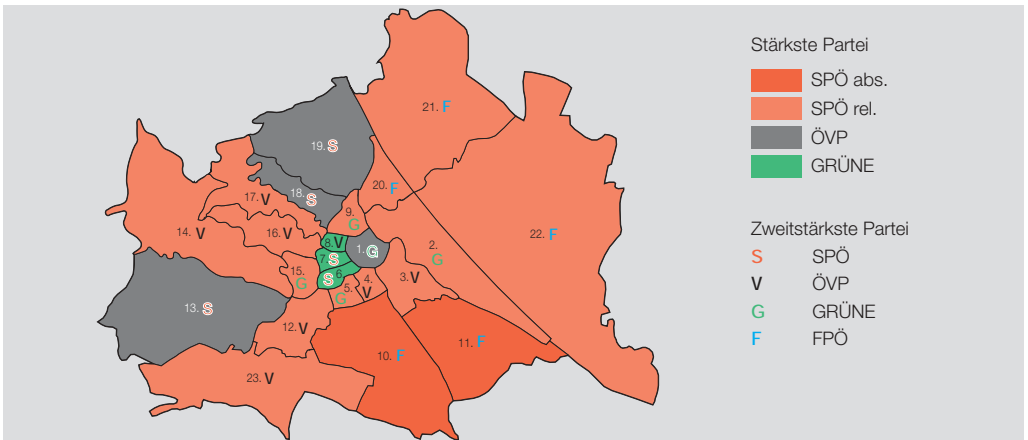 Stärkste Partei
SPÖ abs.
SPÖ rel.
ÖVP
GRÜNE
Zweitstärkste Partei
S SPÖ
V ÖVP
G GRÜNE
F FPÖ
21. F
19. S
20. F
18. S
17. V
9. G
14. V
16. V
22. F
8. V
1. G
2. G
7. S
15. G
S 6.
3. V
4. V
5. G
13. S
12. V
11. F
10. F
23. V